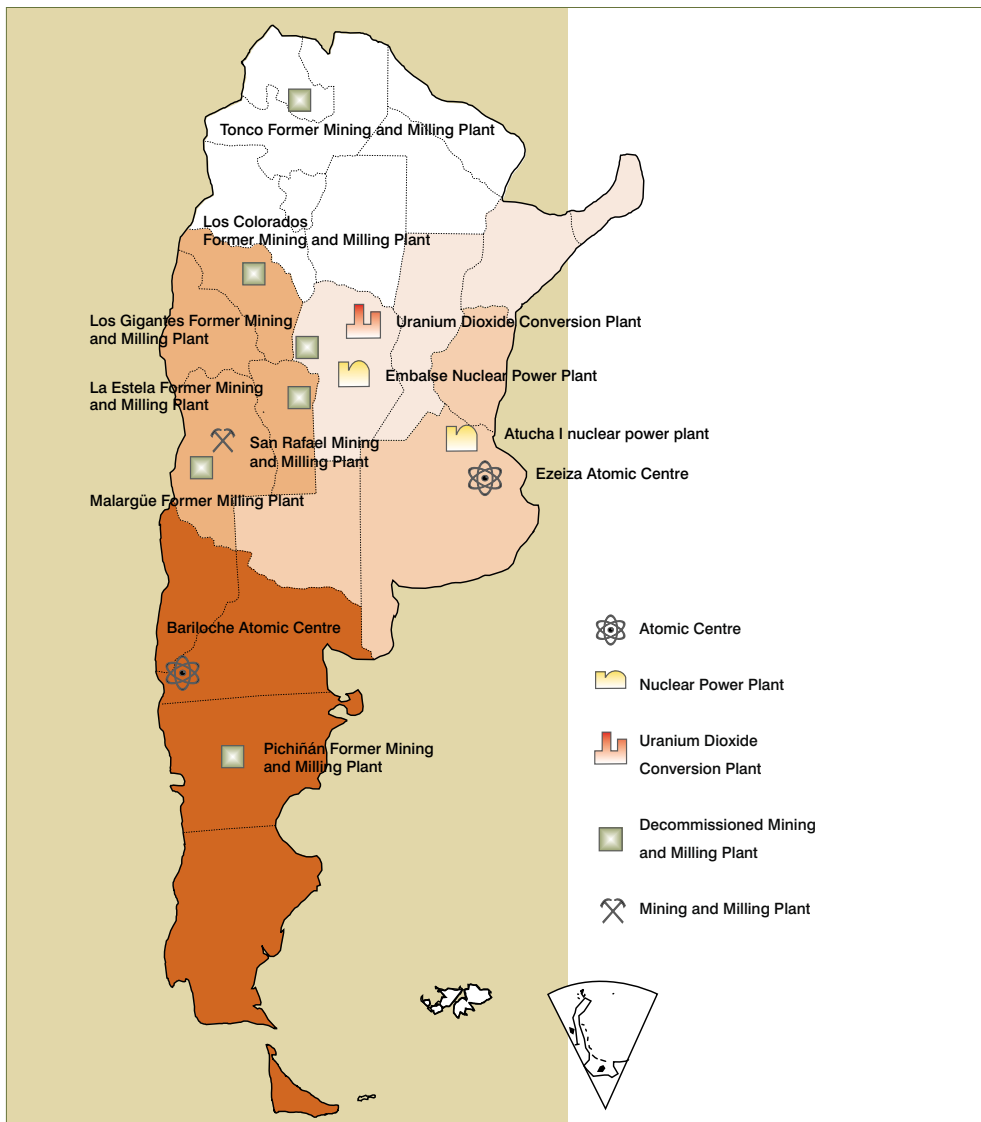 Tonco Former Mining and Milling Plant
Los Colorados
Former Mining and Milling Plant
Los Gigantes Former Mining
and Milling Plant
Uranium Dioxide Conversion Plant
Embalse Nuclear Power Plant
La Estela Former Mining
and Milling Plant
Atucha I nuclear power plant
San Rafael Mining
and Milling Plant
Ezeiza Atomic Centre
Malargüe Former Milling Plant
Bariloche Atomic Centre
Pichiñán Former Mining
and Milling Plant
Atomic Centre
Nuclear Power Plant
Uranium Dioxide
Conversion Plant
Decommissioned Mining
and Milling Plant
Mining and Milling Plant